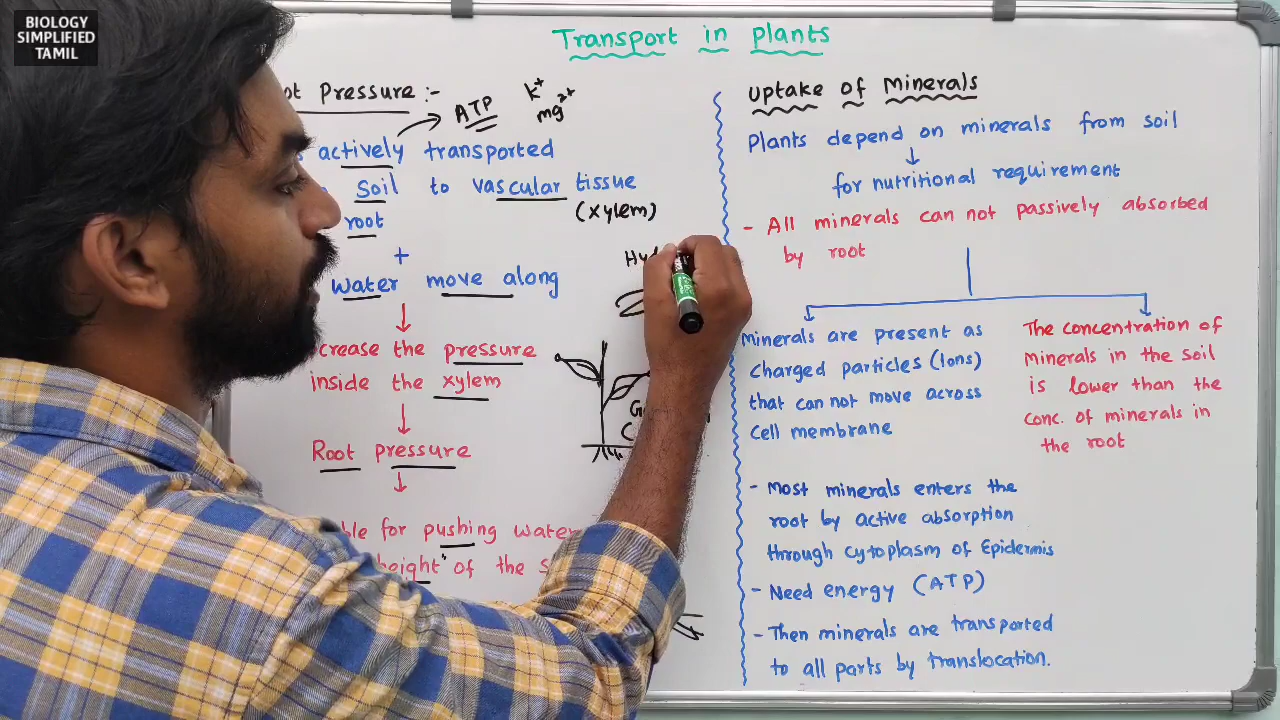 BIOLOGY
SIMPLIFIED
TAMIL
Transport in plants
Pressure :-
ATP
K+
mg2+
actively transported
Soil to vascular tissue
(xylem)
root
+
water move along
the pressure
inside the xylem
Root pressure
for pushing water
height of the
Uptake of Minerals
Plants depend on minerals from soil
for nutritional requirement
- All minerals can not passively absorbed
by root
minerals are present as
charged particles (Ions)
that can not move across
cell membrane
The concentration of
minerals in the soil
is lower than the
conc. of minerals in
the root
- Most minerals enters the
root by active absorption
through cytoplasm of Epidermis
- Need energy (ATP)
- Then minerals are transported
to all parts by translocation.